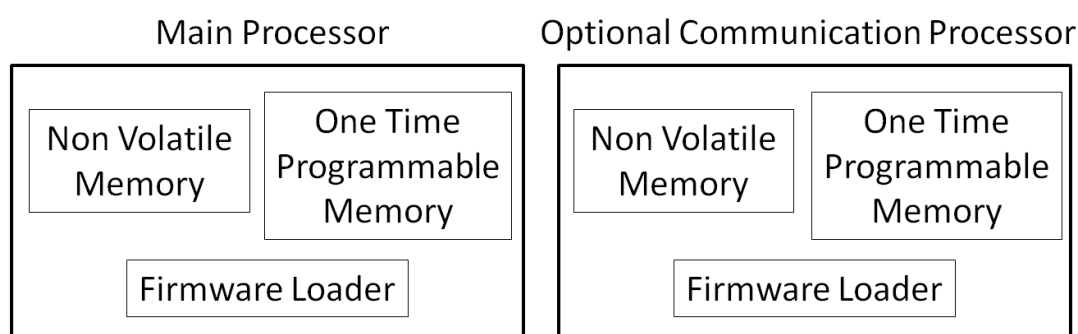 Main Processor
Optional Communication Processor
Non Volatile
Memory
One Time
Programmable
Memory
Firmware Loader
Non Volatile
Memory
One Time
Programmable
Memory
Firmware Loader